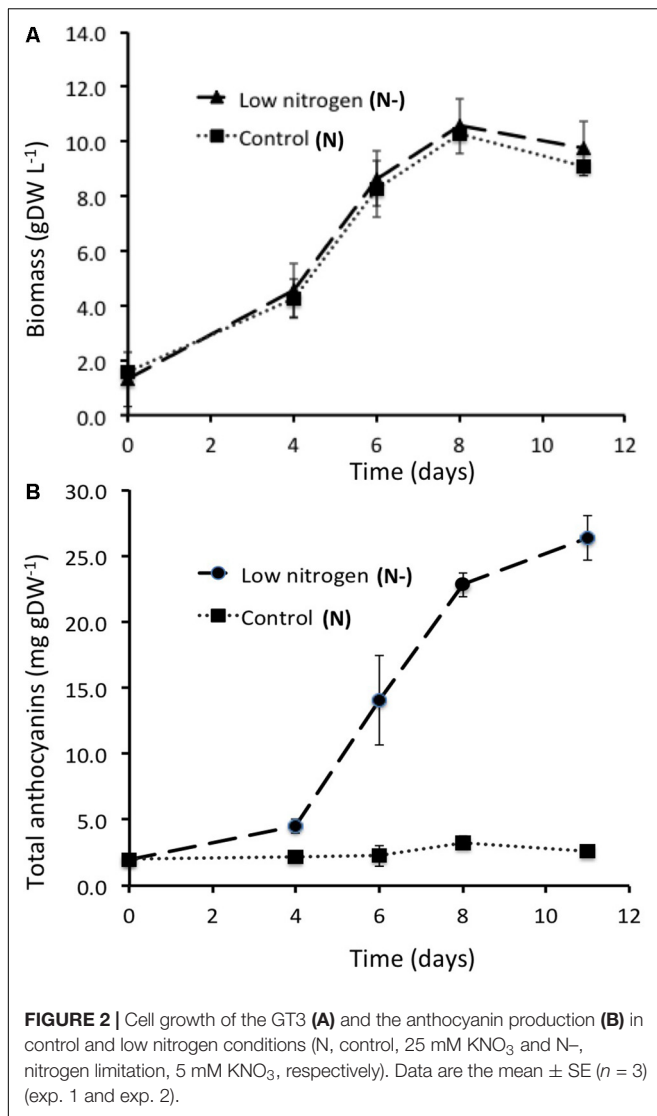 A
14.0
12.0
10.0
8.0
6.0
4.0
2.0
0.0
Biomass (gDW L⁻¹)
Low nitrogen (N-)
Control (N)
0 2 4 6 8 10 12
Time (days)
B
30.0
25.0
20.0
15.0
10.0
5.0
0.0
Total anthocyanins (mg gDW⁻¹)
Low nitrogen (N-)
Control (N)
0 2 4 6 8 10 12
Time (days)
FIGURE 2 | Cell growth of the GT3 (A) and the anthocyanin production (B) in
control and low nitrogen conditions (N, control, 25 mM KNO₃ and N–,
nitrogen limitation, 5 mM KNO₃, respectively). Data are the mean ± SE (n = 3)
(exp. 1 and exp. 2).